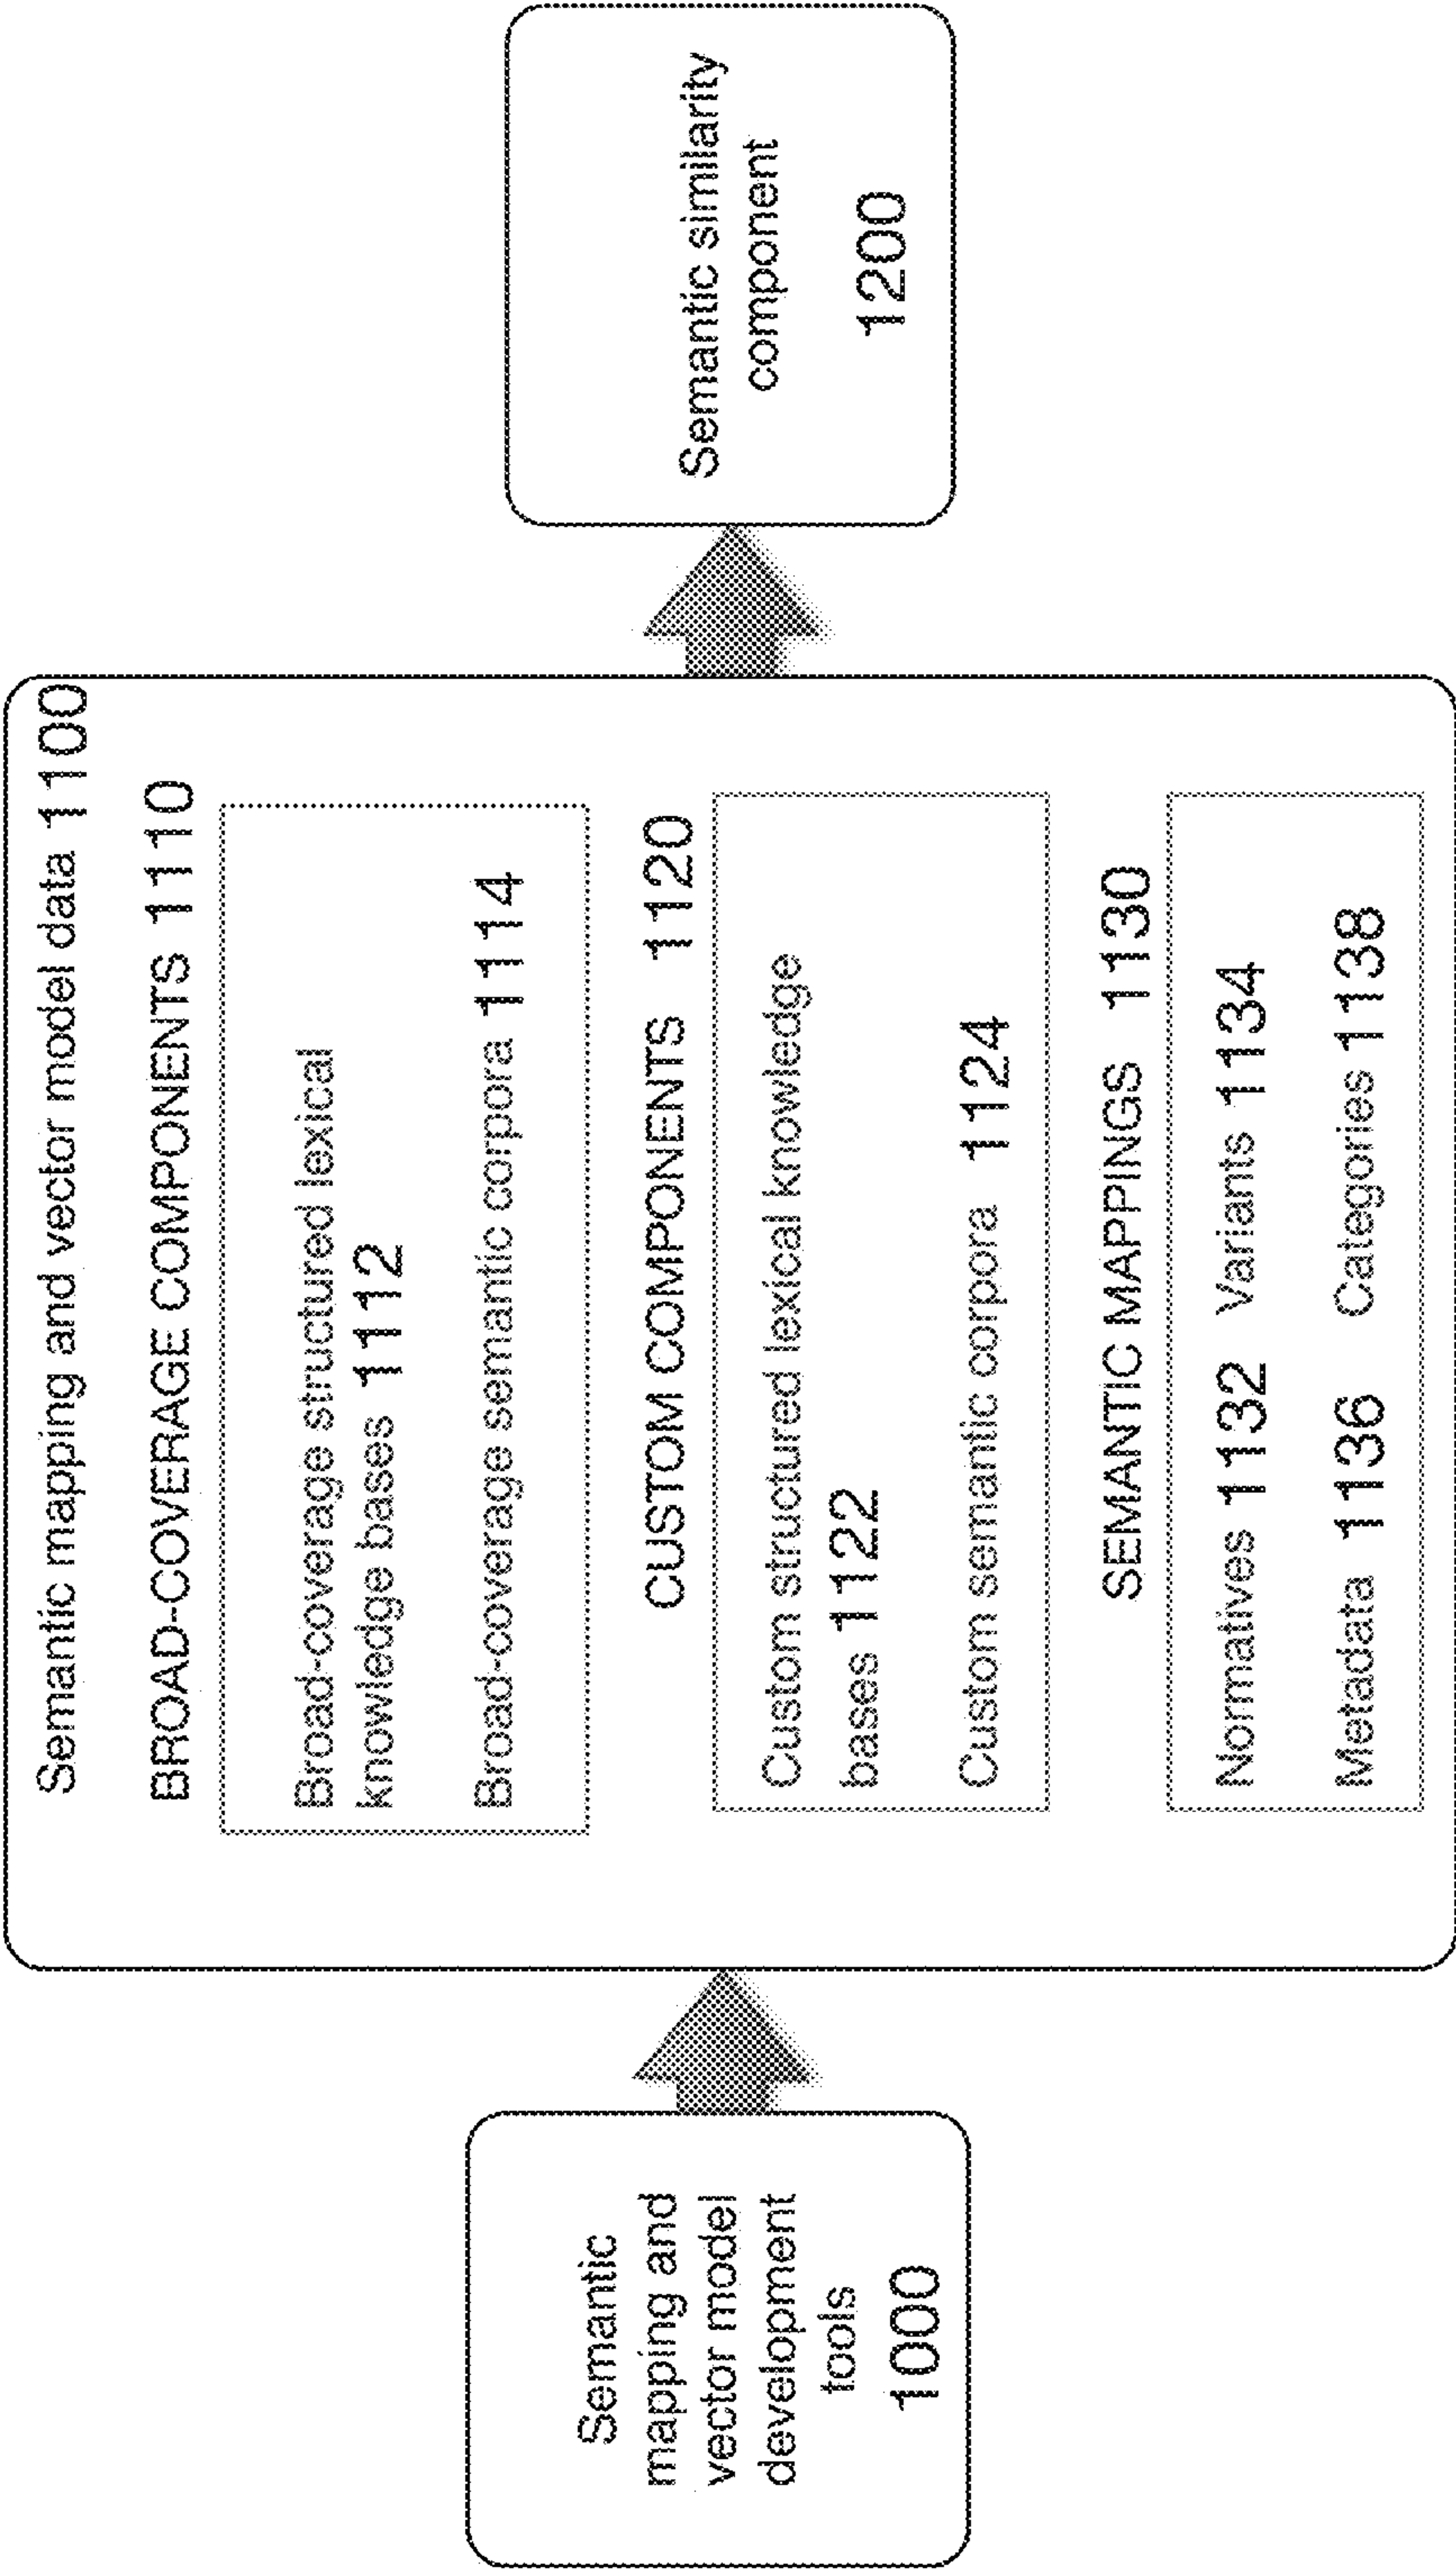 Semantic
mapping and
vector model
development
tools
1000
Semantic mapping and vector model data 1100
BROAD-COVERAGE COMPONENTS 1110
Broad-coverage structured lexical
knowledge bases 1112
Broad-coverage semantic corpora 1114
CUSTOM COMPONENTS 1120
Custom structured lexical knowledge
bases 1122
Custom semantic corpora 1124
SEMANTIC MAPPINGS 1130
Normatives 1132 Variants 1134
Metadata 1136 Categories 1138
Semantic similarity
component
1200